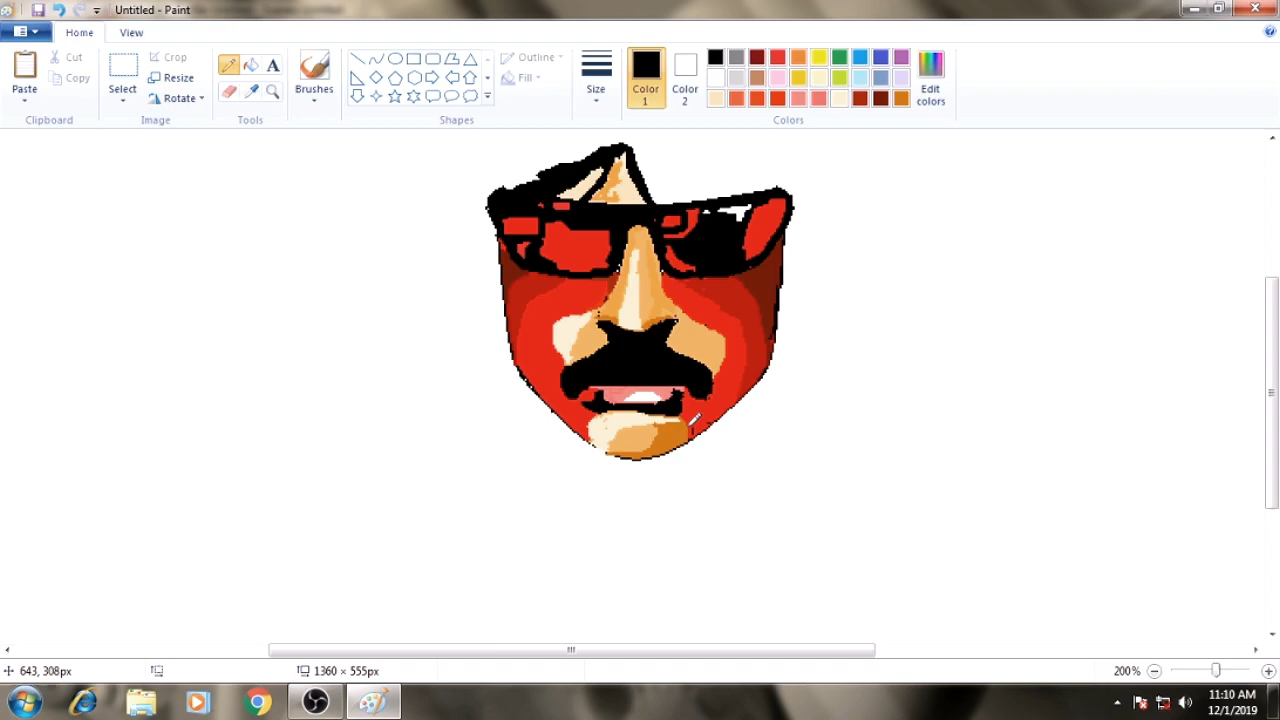 Untitled - Paint
Home View
Paste
Cut
Copy
Clipboard
Select
Crop
Resize
Rotate
Image
A
Tools
Brushes
Outline
Fill
Shapes
Size
Color 1
Color 2
Colors
Edit colors
643, 308px
1360 × 555px
200%
11:10 AM
12/1/2019